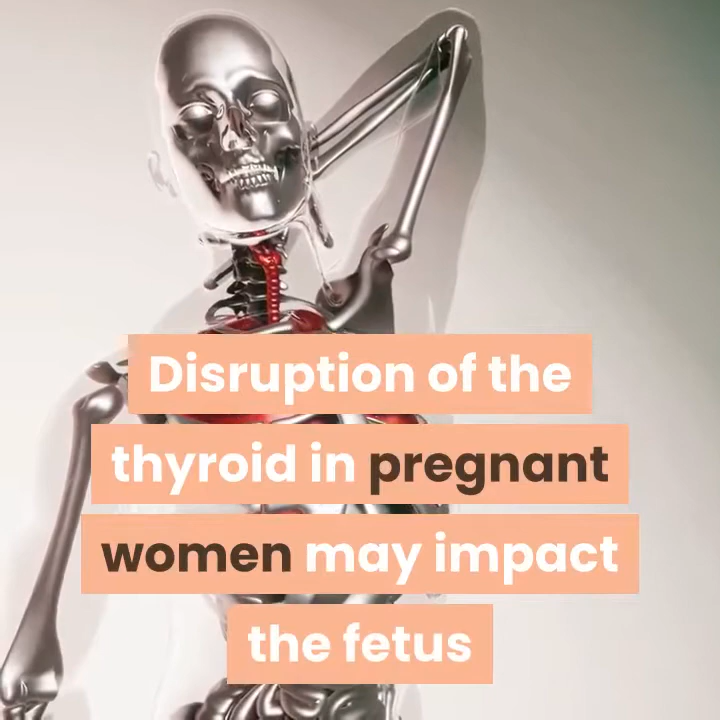 Disruption of the
thyroid in pregnant
women may impact
the fetus